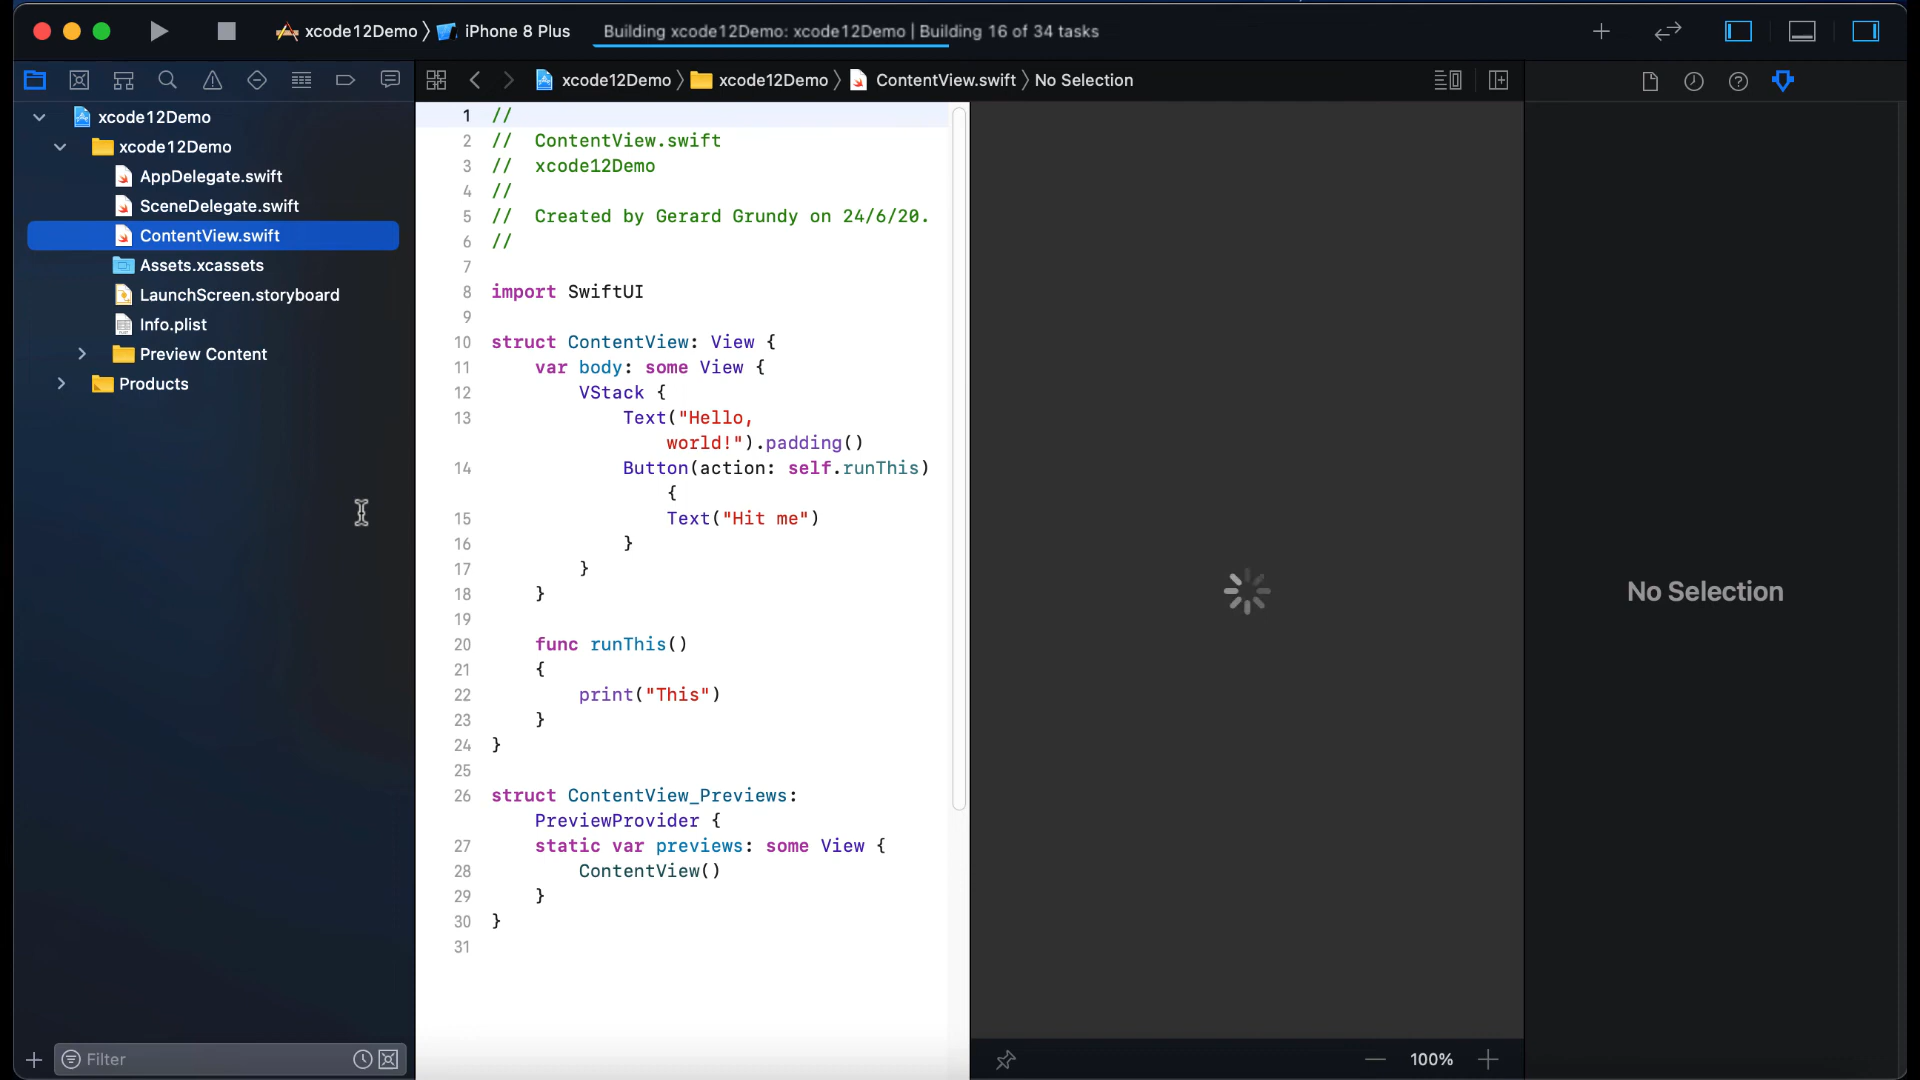 xcode12Demo 〉 iPhone 8 Plus
Building xcode12Demo: xcode12Demo | Building 16 of 34 tasks
xcode12Demo 〉 xcode12Demo 〉 ContentView.swift 〉 No Selection
xcode12Demo
xcode12Demo
AppDelegate.swift
SceneDelegate.swift
ContentView.swift
Assets.xcassets
LaunchScreen.storyboard
Info.plist
Preview Content
Products
Filter
1 //
2 //  ContentView.swift
3 //  xcode12Demo
4 //
5 //  Created by Gerard Grundy on 24/6/20.
6 //
7
8 import SwiftUI
9
10 struct ContentView: View {
11     var body: some View {
12         VStack {
13             Text("Hello,
                world!").padding()
14             Button(action: self.runThis)
                {
15                 Text("Hit me")
16             }
17         }
18     }
19
20     func runThis()
21     {
22         print("This")
23     }
24 }
25
26 struct ContentView_Previews:
    PreviewProvider {
27     static var previews: some View {
28         ContentView()
29     }
30 }
31
100%
No Selection